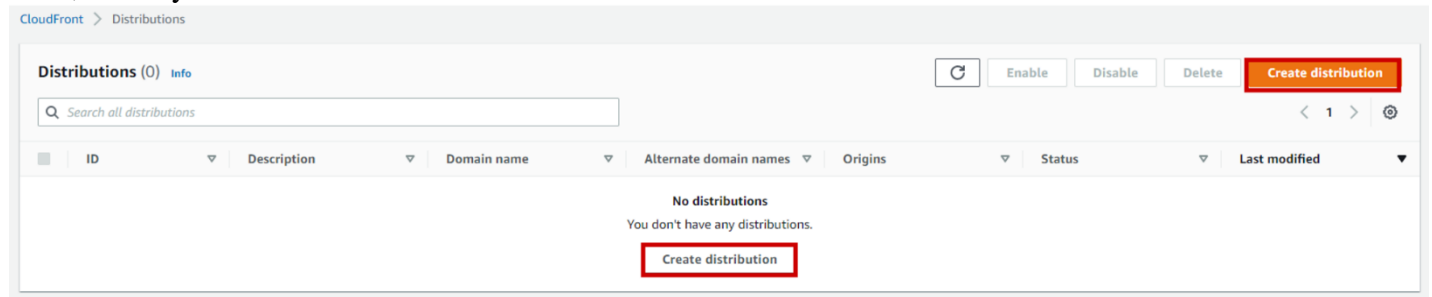 CloudFront > Distributions
Distributions (0) Info
Enable Disable Delete Create distribution
Search all distributions
< 1 >
ID Description Domain name Alternate domain names Origins Status Last modified
No distributions
You don't have any distributions.
Create distribution